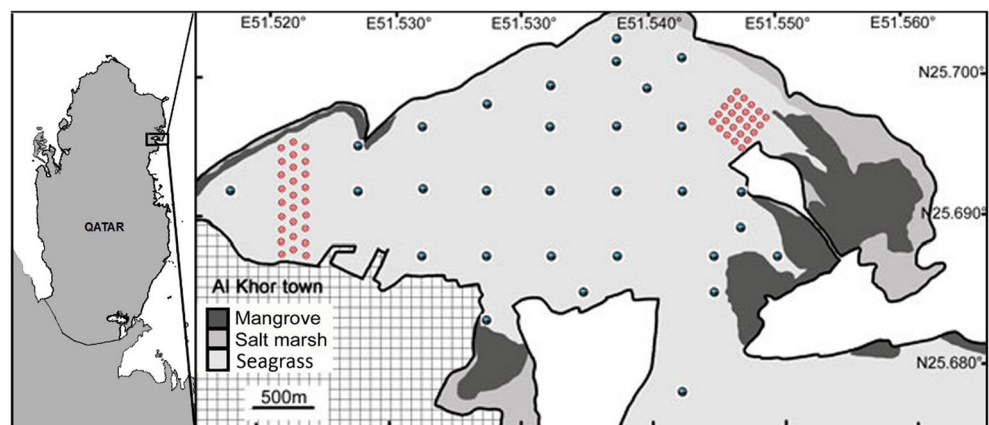 E51.520° E51.530 E51.530° E51.540° E51.550° E51.560°
N25.700°
QATAR
N25.690°
Al Khor town
Mangrove
Salt marsh
Seagrass
N25.680°
500m